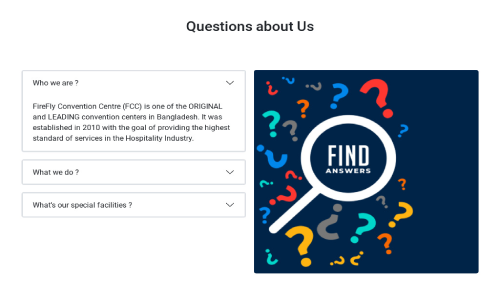 Questions about Us
Who we are ?
FireFly Convention Centre (FCC) is one of the ORIGINAL
and LEADING convention centers in Bangladesh. It was
established in 2010 with the goal of providing the highest
standard of services in the Hospitality Industry.
What we do ?
What's our special facilities ?
FIND
ANSWERS